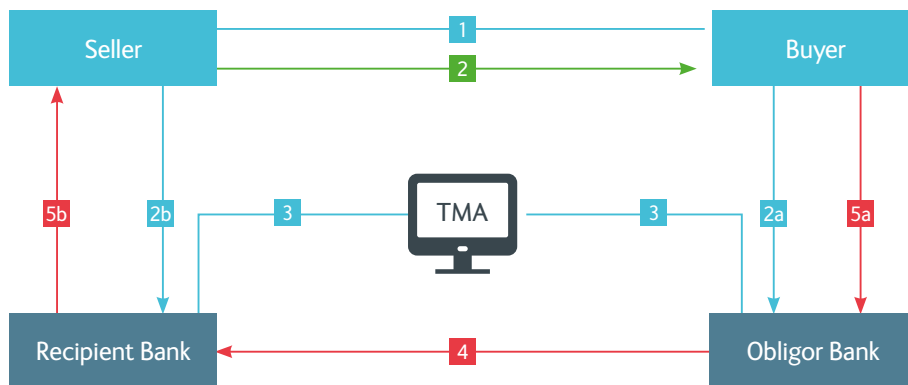 Seller
1
Buyer
2
5b
2b
3
TMA
3
2a
5a
Recipient Bank
4
Obligor Bank